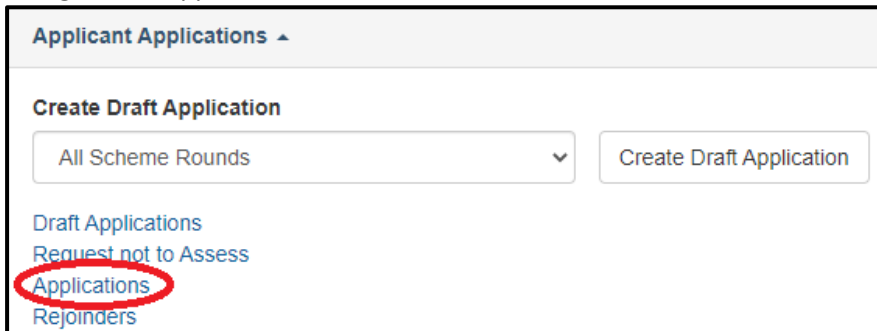 Applicant Applications
Create Draft Application
All Scheme Rounds
Create Draft Application
Draft Applications
Request not to Assess
Applications
Rejoinders